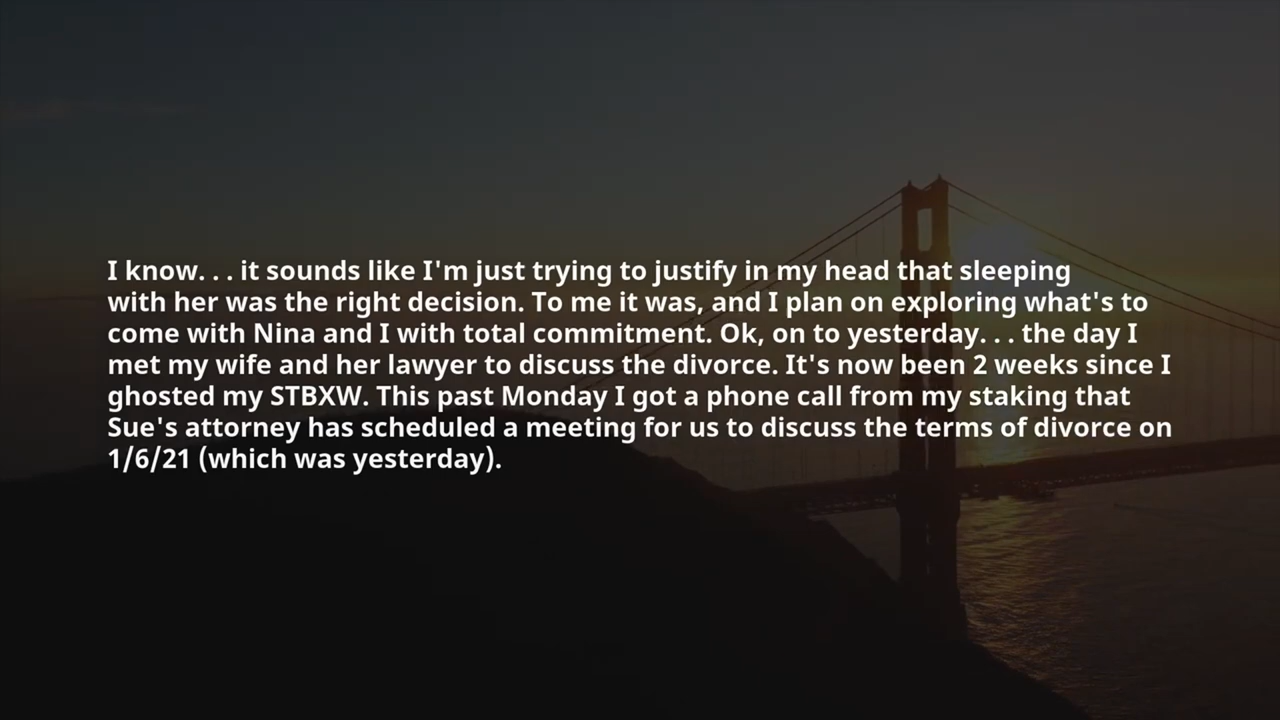 I know. . . it sounds like I'm just trying to justify in my head that sleeping
with her was the right decision. To me it was, and I plan on exploring what's to
come with Nina and I with total commitment. Ok, on to yesterday. . . the day I
met my wife and her lawyer to discuss the divorce. It's now been 2 weeks since I
ghosted my STBXW. This past Monday I got a phone call from my staking that
Sue's attorney has scheduled a meeting for us to discuss the terms of divorce on
1/6/21 (which was yesterday).